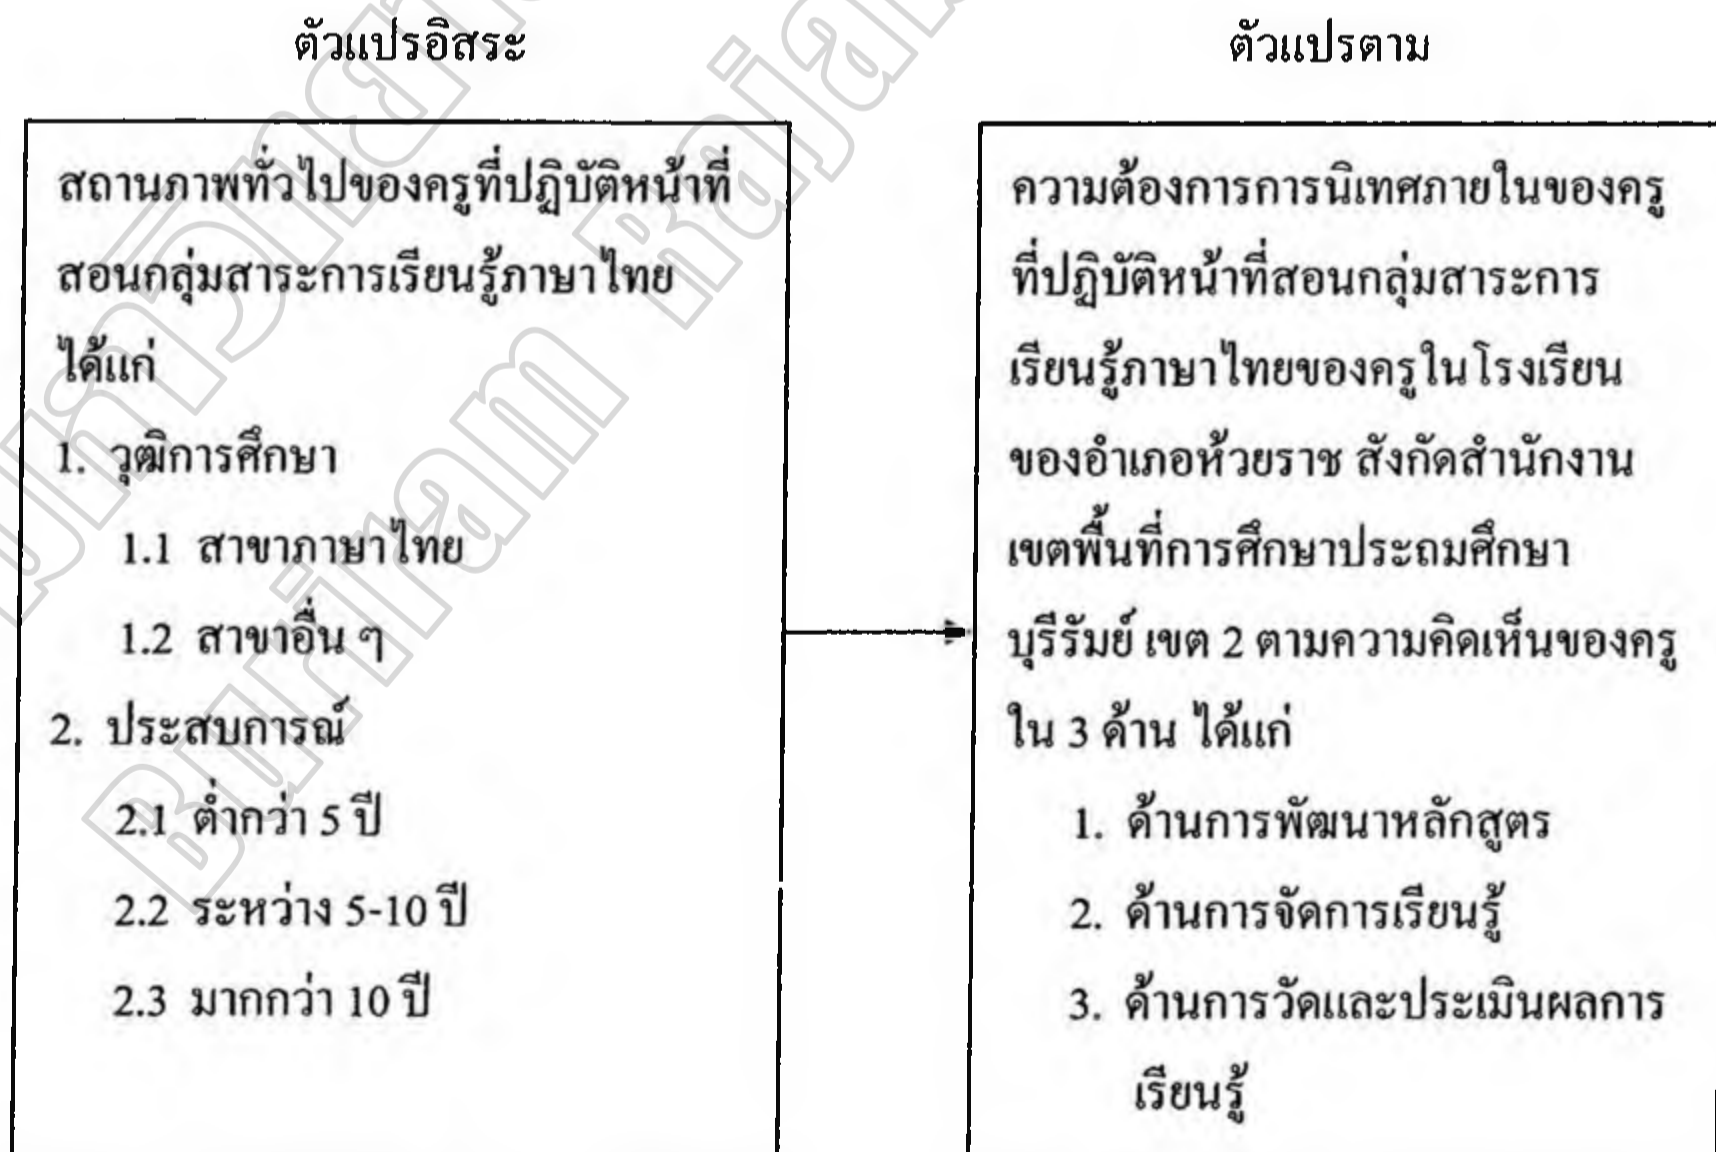 ตัวแปรอิสระ
สถานภาพทั่วไปของครูที่ปฏิบัติหน้าที่
สอนกลุ่มสาระการเรียนรู้ภาษาไทย
ได้แก่
1. วุฒิการศึกษา
1.1 สาขาภาษาไทย
1.2 สาขาอื่น ๆ
2. ประสบการณ์
2.1 ต่ำกว่า 5 ปี
2.2 ระหว่าง 5-10 ปี
2.3 มากกว่า 10 ปี
ตัวแปรตาม
ความต้องการการนิเทศภายในของครู
ที่ปฏิบัติหน้าที่สอนกลุ่มสาระการ
เรียนรู้ภาษาไทยของครูในโรงเรียน
ของอำเภอห้วยราช สังกัดสำนักงาน
เขตพื้นที่การศึกษาประถมศึกษา
บุรีรัมย์ เขต 2 ตามความคิดเห็นของครู
ใน 3 ด้าน ได้แก่
1. ด้านการพัฒนาหลักสูตร
2. ด้านการจัดการเรียนรู้
3. ด้านการวัดและประเมินผลการ
เรียนรู้
Buriram